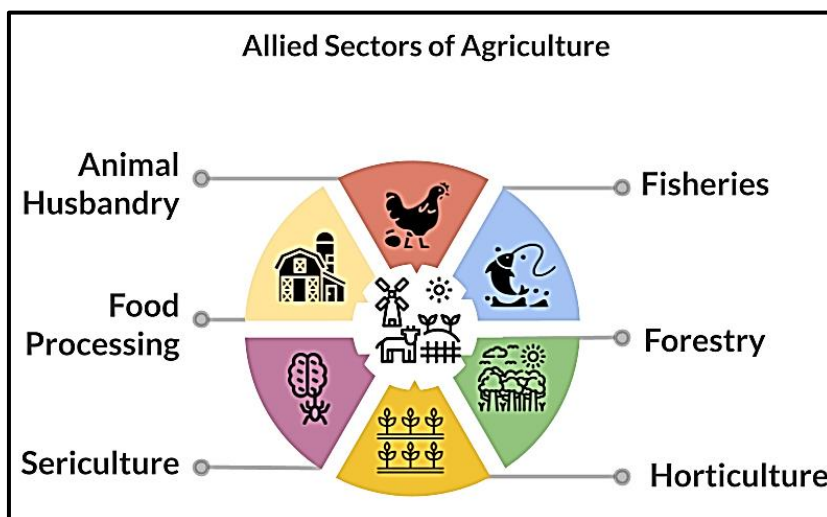 Allied Sectors of Agriculture
Animal
Husbandry
Fisheries
Food
Processing
Forestry
Sericulture
Horticulture